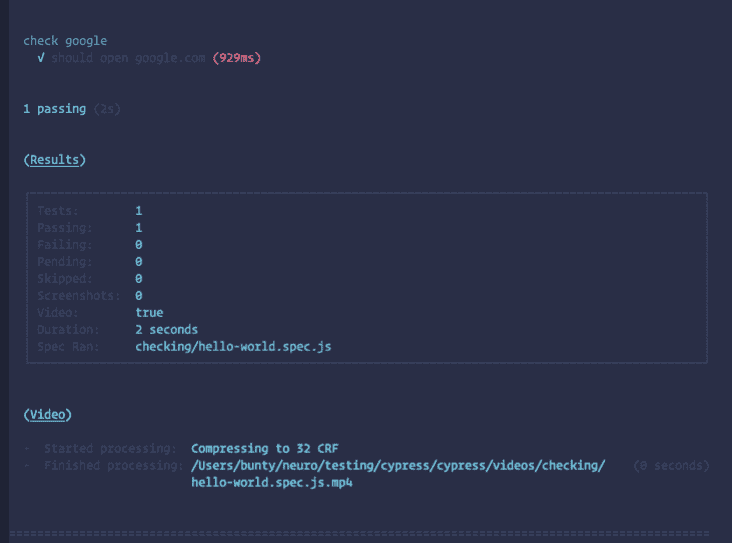 check google
√ should open google.com (929ms)
1 passing (2s)
(Results)
Tests: 1
Passing: 1
Failing: 0
Pending: 0
Skipped: 0
Screenshots: 0
Video: true
Duration: 2 seconds
Spec Ran: checking/hello-world.spec.js
(Video)
- Started processing: Compressing to 32 CRF
- Finished processing: /Users/bunty/neuro/testing/cypress/cypress/videos/checking/ (0 seconds)
hello-world.spec.js.mp4